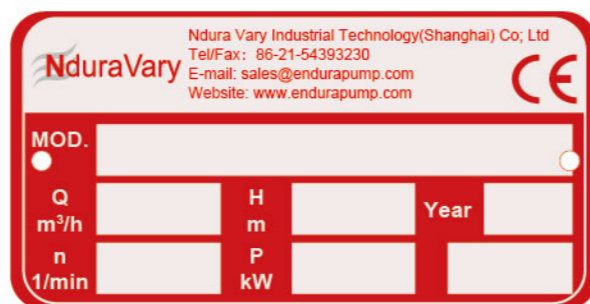 Ndura Vary Industrial Technology(Shanghai) Co; Ltd
Tel/Fax: 86-21-54393230
NduraVary
E-mail: sales@endurapump.com
Website: www.endurapump.com
CE
MOD.
Q H Year
m³/h m
n P
1/min kW